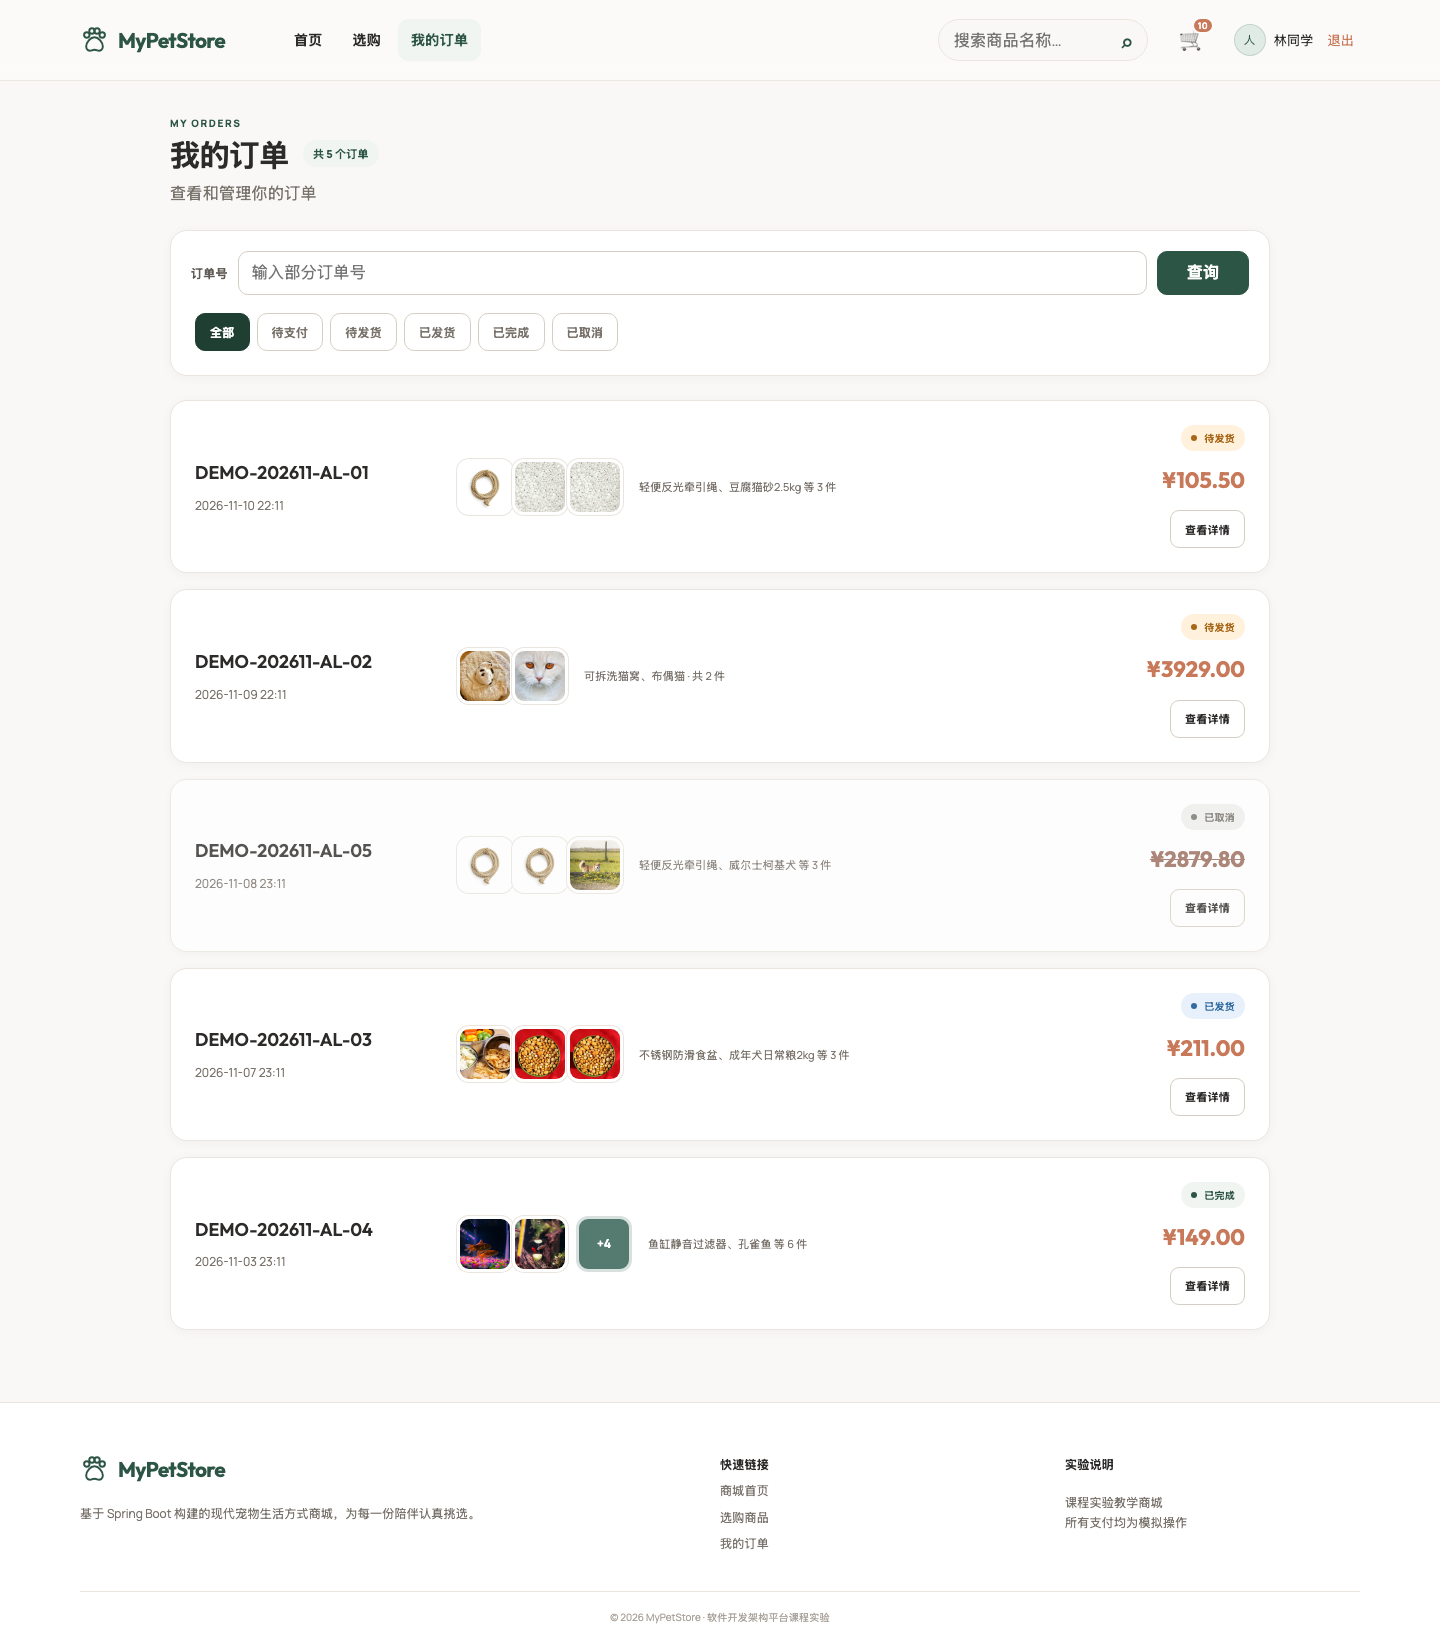 MyPetStore
首页
选购
我的订单
搜索商品名称...
10
人
林同学
退出
MY ORDERS
我的订单
共 5 个订单
查看和管理你的订单
订单号
输入部分订单号
查询
全部
待支付
待发货
已发货
已完成
已取消
DEMO-202611-AL-01
2026-11-10 22:11
轻便反光牵引绳、豆腐猫砂2.5kg 等 3 件
待发货
¥105.50
查看详情
DEMO-202611-AL-02
2026-11-09 22:11
可拆洗猫窝、布偶猫 · 共 2 件
待发货
¥3929.00
查看详情
DEMO-202611-AL-05
2026-11-08 23:11
轻便反光牵引绳、威尔士柯基犬 等 3 件
已取消
¥2879.80
查看详情
DEMO-202611-AL-03
2026-11-07 23:11
不锈钢防滑食盆、成年犬日常粮2kg 等 3 件
已发货
¥211.00
查看详情
DEMO-202611-AL-04
2026-11-03 23:11
+4
鱼缸静音过滤器、孔雀鱼 等 6 件
已完成
¥149.00
查看详情
MyPetStore
基于 Spring Boot 构建的现代宠物生活方式商城，为每一份陪伴认真挑选。
快速链接
商城首页
选购商品
我的订单
实验说明
课程实验教学商城
所有支付均为模拟操作
© 2026 MyPetStore · 软件开发架构平台课程实验